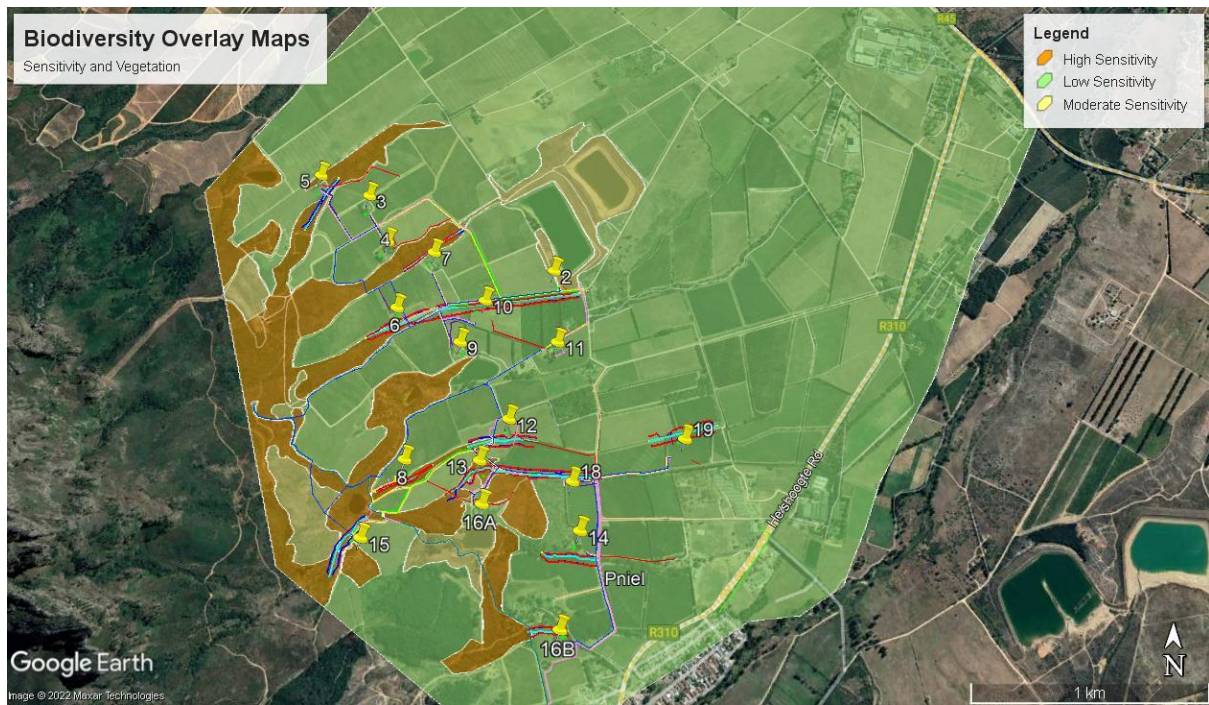 Biodiversity Overlay Maps
Sensitivity and Vegetation
Legend
High Sensitivity
Low Sensitivity
Moderate Sensitivity
R45
5
3
4
7
2
10
6
R310
9
11
12
19
13
8
18
16A
14
15
Helshoogte Rd
Pniel
R310
16B
Google Earth
Image © 2022 Maxar Technologies
N
1 km